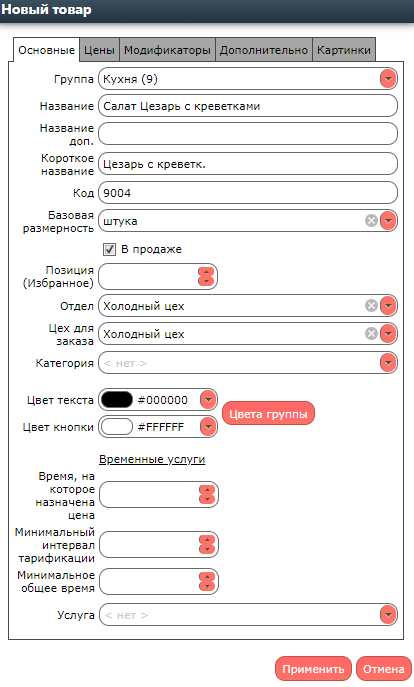 Новый товар
Основные Цены Модификаторы Дополнительно Картинки
Группа Кухня (9)
Название Салат Цезарь с креветками
Название
доп.
Короткое
название Цезарь с креветк.
Код 9004
Базовая
размерность штука
В продаже
Позиция
(Избранное)
Отдел Холодный цех
Цех для
заказа Холодный цех
Категория < нет >
Цвет текста #000000
Цвета группы
Цвет кнопки #FFFFFF
Временные услуги
Время, на
которое
назначена
цена
Минимальный
интервал
тарификации
Минимальное
общее время
Услуга < нет >
Применить Отмена